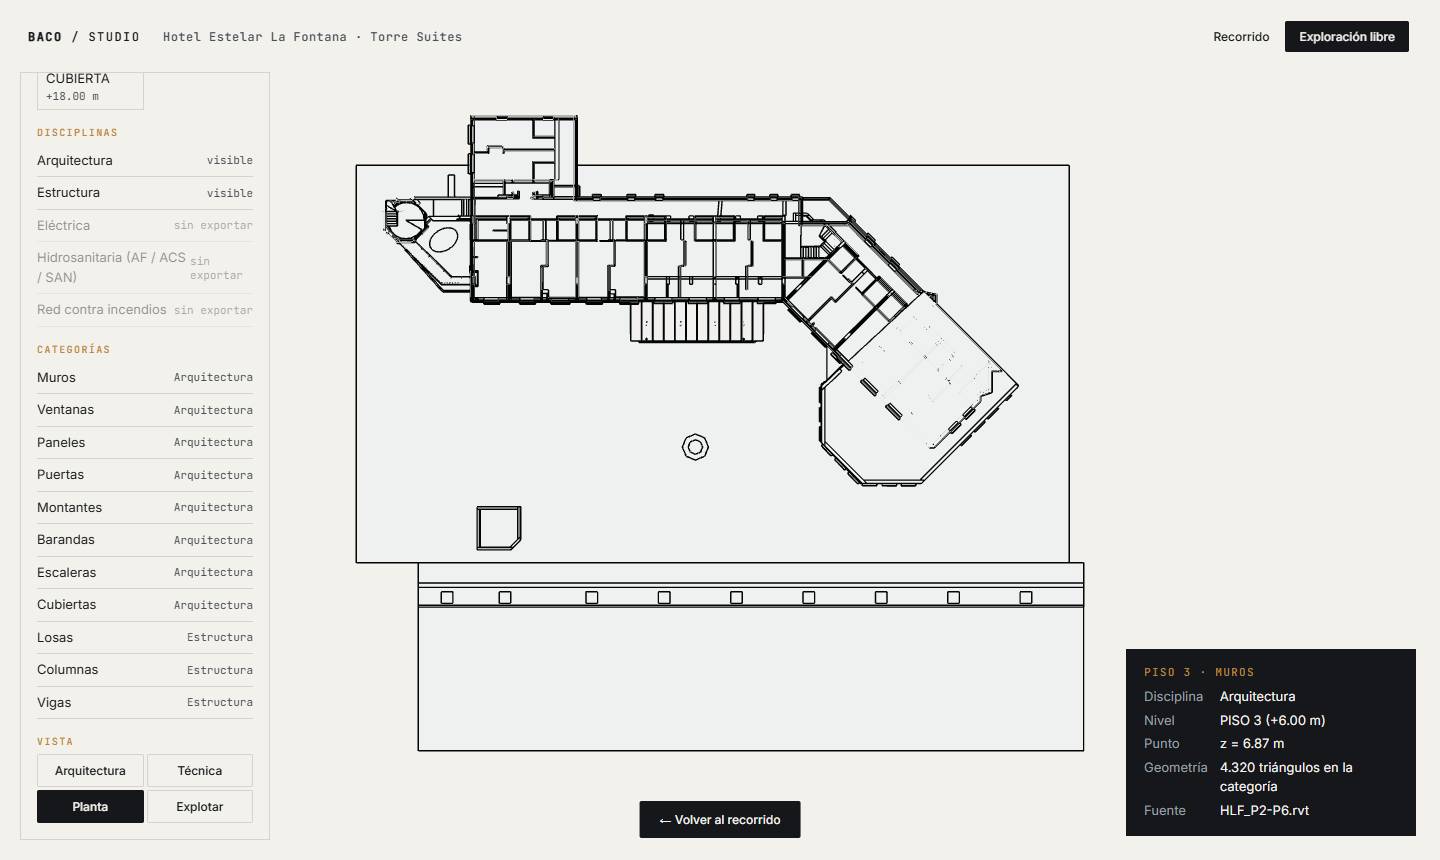 BACO / STUDIO Hotel Estelar La Fontana · Torre Suites
Recorrido Exploración libre
CUBIERTA
+18.00 m
DISCIPLINAS
Arquitectura visible
Estructura visible
Eléctrica sin exportar
Hidrosanitaria (AF / ACS / SAN) sin exportar
Red contra incendios sin exportar
CATEGORÍAS
Muros Arquitectura
Ventanas Arquitectura
Paneles Arquitectura
Puertas Arquitectura
Montantes Arquitectura
Barandas Arquitectura
Escaleras Arquitectura
Cubiertas Arquitectura
Losas Estructura
Columnas Estructura
Vigas Estructura
VISTA
Arquitectura Técnica
Planta Explotar
← Volver al recorrido
PISO 3 · MUROS
Disciplina Arquitectura
Nivel PISO 3 (+6.00 m)
Punto z = 6.87 m
Geometría 4.320 triángulos en la
categoría
Fuente HLF_P2-P6.rvt